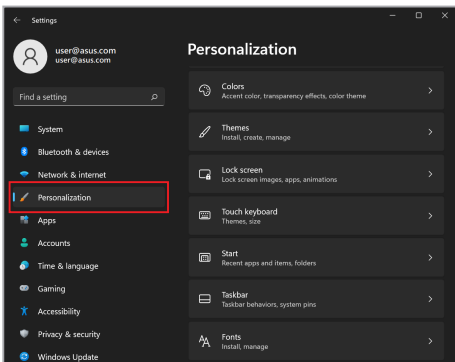 Settings
user@asus.com
user@asus.com
Find a setting
System
Bluetooth & devices
Network & internet
Personalization
Apps
Accounts
Time & language
Gaming
Accessibility
Privacy & security
Windows Update
Personalization
Colors
Accent color, transparency effects, color theme
Themes
Install, create, manage
Lock screen
Lock screen images, apps, animations
Touch keyboard
Themes, size
Start
Recent apps and items, folders
Taskbar
Taskbar behaviors, system pins
Fonts
Install, manage